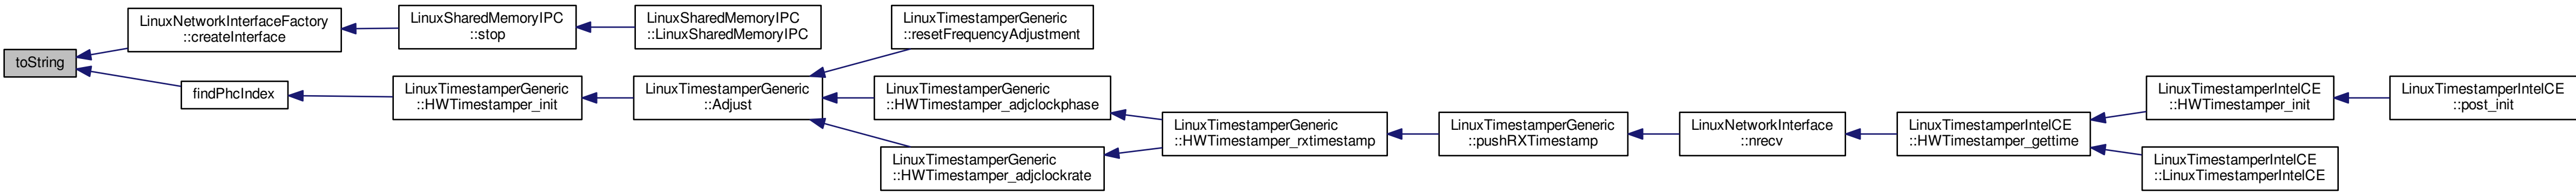 toString
LinuxNetworkInterfaceFactory
::createInterface
findPhcIndex
LinuxSharedMemoryIPC
::stop
LinuxTimestamperGeneric
::HWTimestamper_init
LinuxSharedMemoryIPC
::LinuxSharedMemoryIPC
LinuxTimestamperGeneric
::Adjust
LinuxTimestamperGeneric
::resetFrequencyAdjustment
LinuxTimestamperGeneric
::HWTimestamper_adjclockphase
LinuxTimestamperGeneric
::HWTimestamper_adjclockrate
LinuxTimestamperGeneric
::HWTimestamper_rxtimestamp
LinuxTimestamperGeneric
::pushRXTimestamp
LinuxNetworkInterface
::nrecv
LinuxTimestamperIntelCE
::HWTimestamper_gettime
LinuxTimestamperIntelCE
::HWTimestamper_init
LinuxTimestamperIntelCE
::LinuxTimestamperIntelCE
LinuxTimestamperIntelCE
::post_init